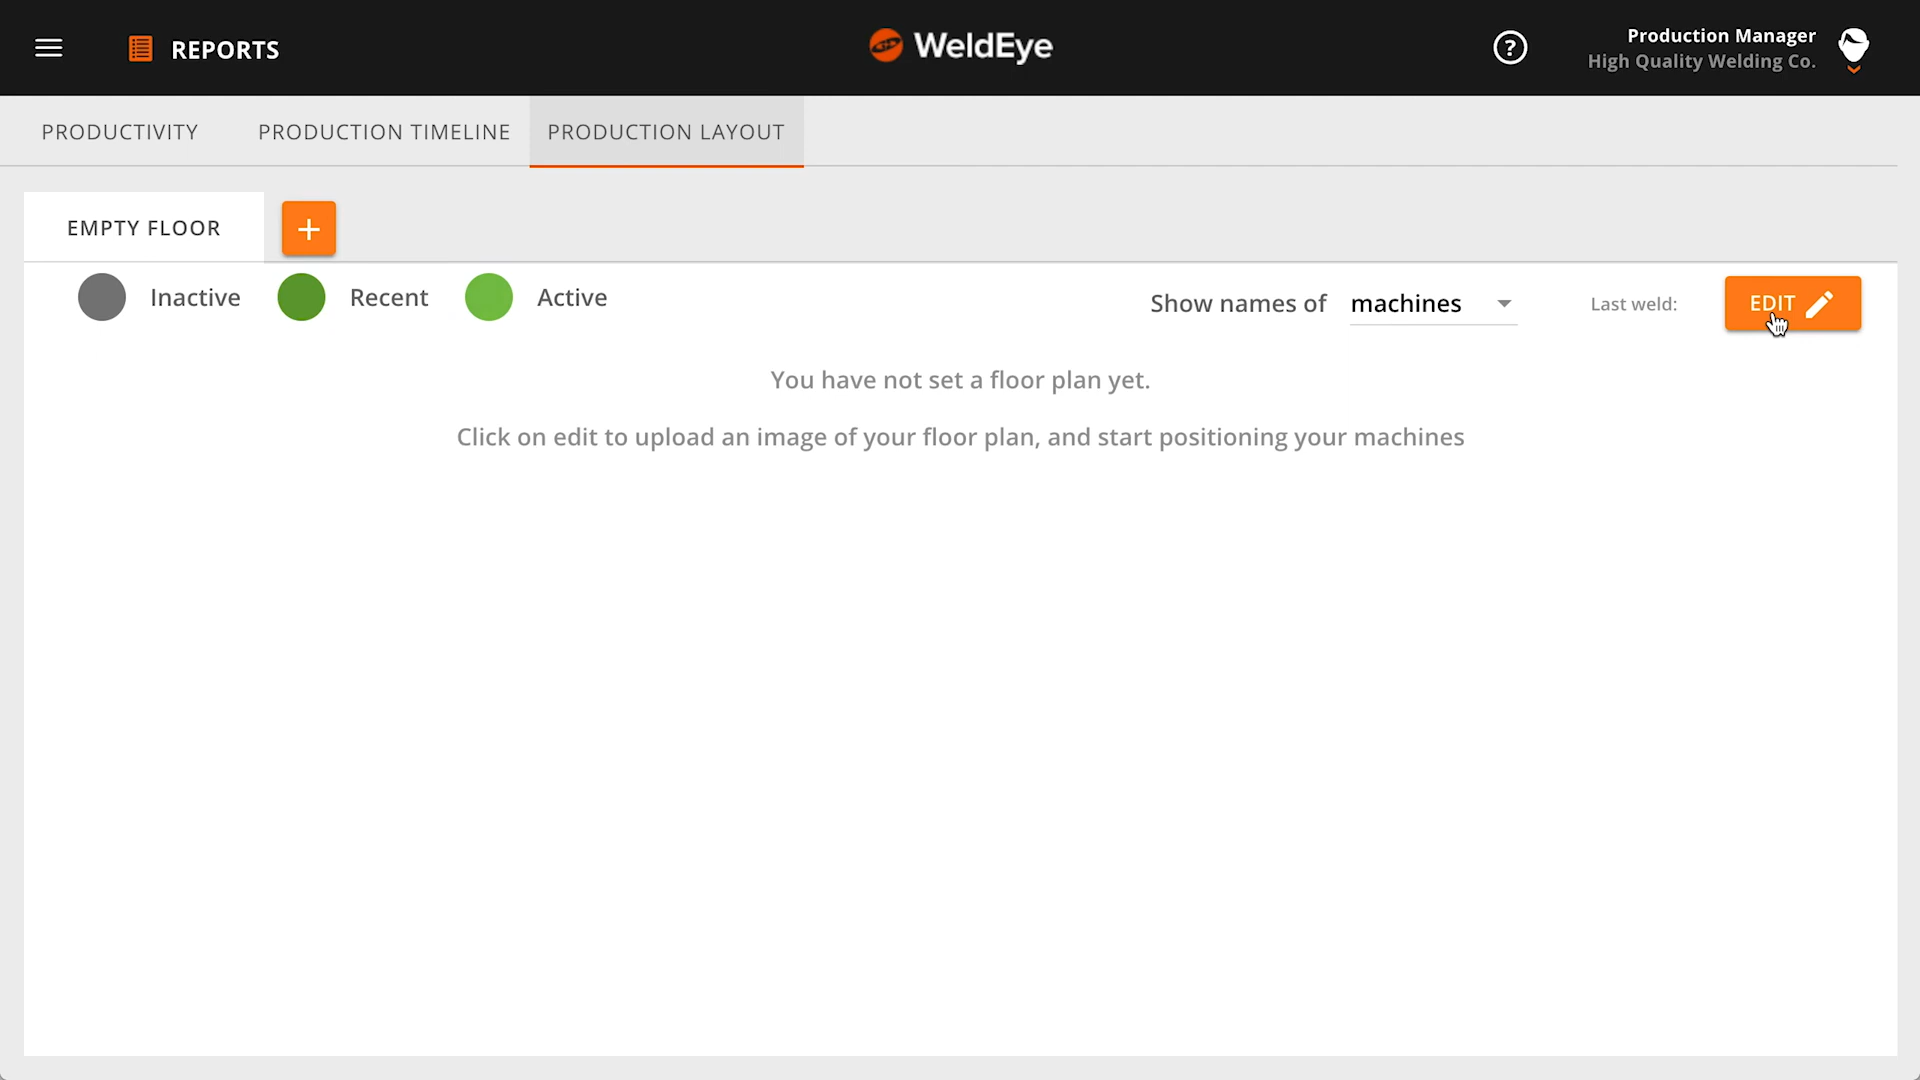 REPORTS
WeldEye
?
Production Manager
High Quality Welding Co.
PRODUCTIVITY
PRODUCTION TIMELINE
PRODUCTION LAYOUT
EMPTY FLOOR
+
Inactive
Recent
Active
Show names of
machines
Last weld:
EDIT
You have not set a floor plan yet.
Click on edit to upload an image of your floor plan, and start positioning your machines